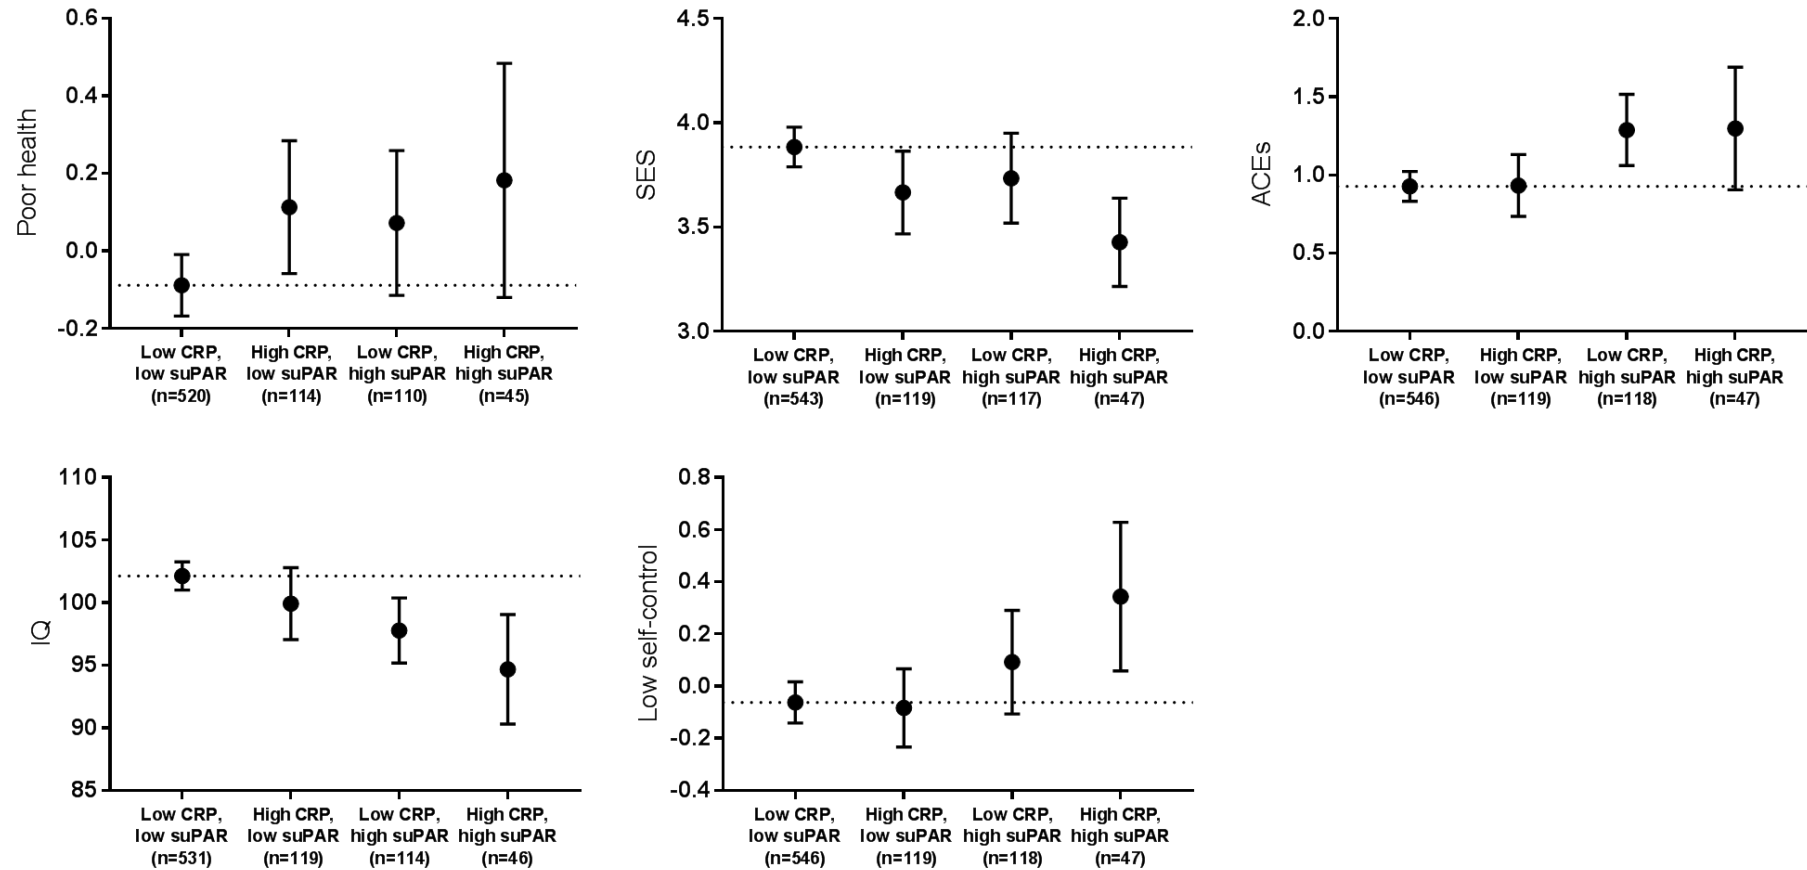 Poor health
0.6
0.4
0.2
0.0
-0.2
Low CRP, High CRP, Low CRP, High CRP,
low suPAR low suPAR high suPAR high suPAR
(n=520) (n=114) (n=110) (n=45)
SES
4.5
4.0
3.5
3.0
Low CRP, High CRP, Low CRP, High CRP,
low suPAR low suPAR high suPAR high suPAR
(n=543) (n=119) (n=117) (n=47)
ACEs
2.0
1.5
1.0
0.5
0.0
Low CRP, High CRP, Low CRP, High CRP,
low suPAR low suPAR high suPAR high suPAR
(n=546) (n=119) (n=118) (n=47)
IQ
110
105
100
95
90
85
Low CRP, High CRP, Low CRP, High CRP,
low suPAR low suPAR high suPAR high suPAR
(n=531) (n=119) (n=114) (n=46)
Low self-control
0.8
0.6
0.4
0.2
0.0
-0.2
-0.4
Low CRP, High CRP, Low CRP, High CRP,
low suPAR low suPAR high suPAR high suPAR
(n=546) (n=119) (n=118) (n=47)